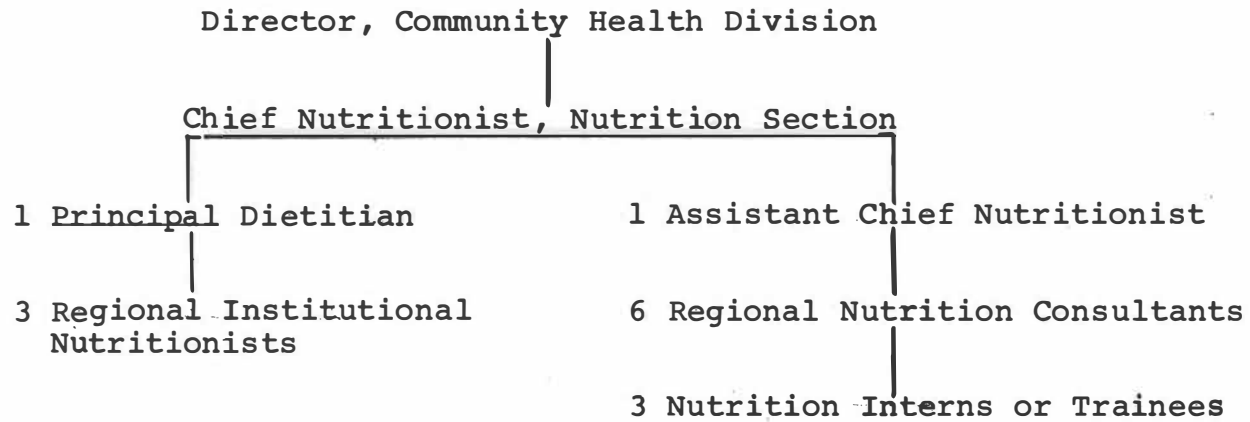 Director, Community Health Division
Chief Nutritionist, Nutrition Section
1 Principal Dietitian
3 Regional Institutional
Nutritionists
1 Assistant Chief Nutritionist
6 Regional Nutrition Consultants
3 Nutrition Interns or Trainees